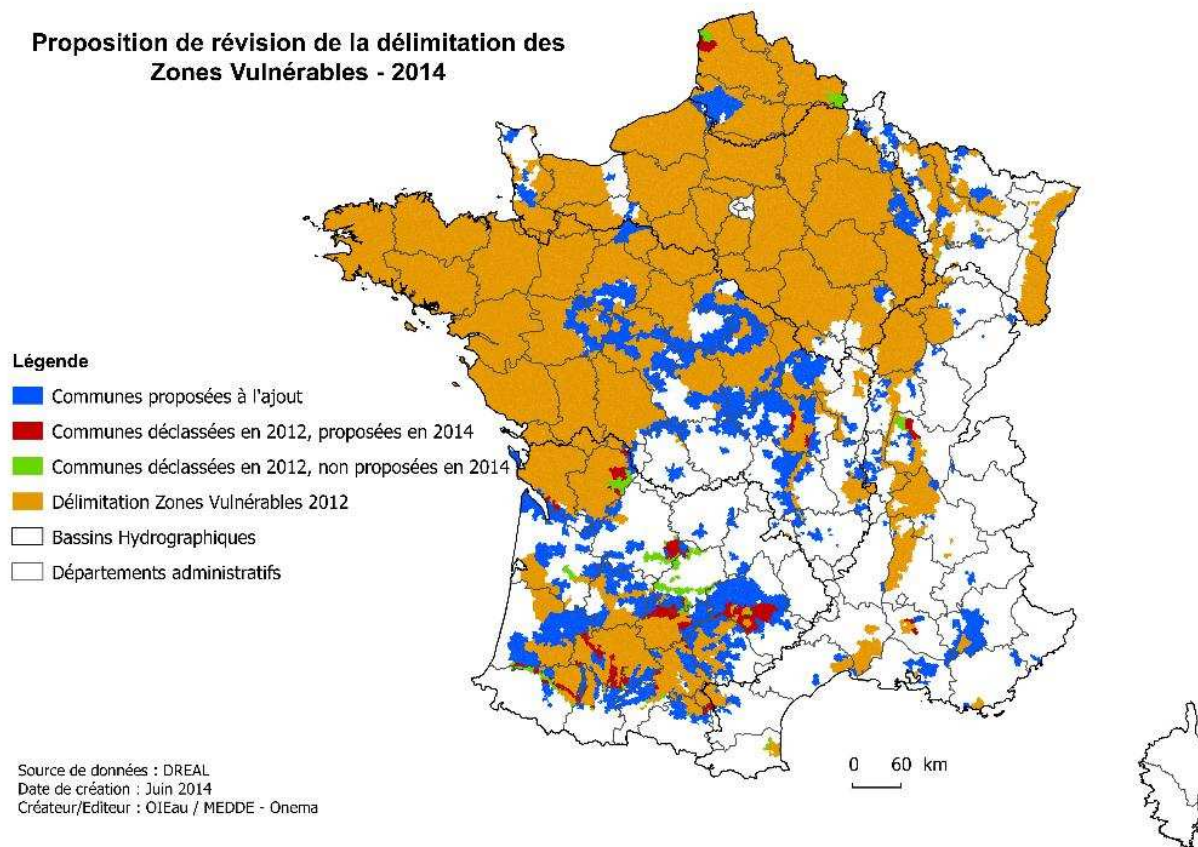 Proposition de révision de la délimitation des
Zones Vulnérables - 2014
Légende
Communes proposées à l'ajout
Communes déclassées en 2012, proposées en 2014
Communes déclassées en 2012, non proposées en 2014
Délimitation Zones Vulnérables 2012
Bassins Hydrographiques
Départements administratifs
0 60 km
Source de données : DREAL
Date de création : Juin 2014
Créateur/Editeur : OIEau / MEDDE - Onema